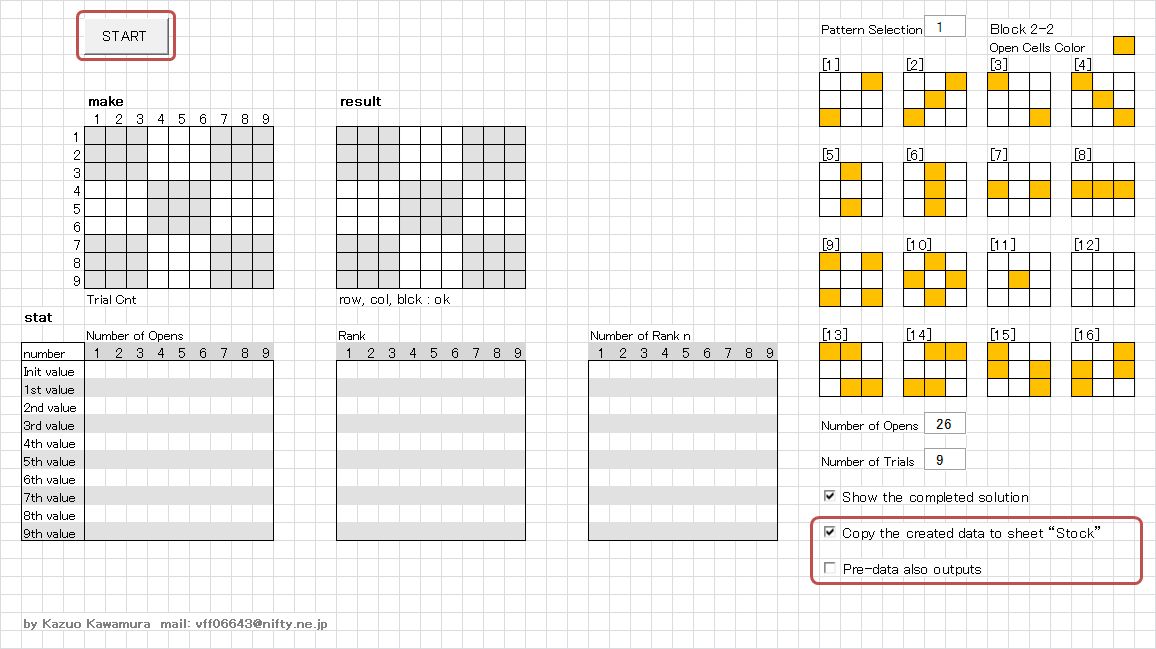 START
Pattern Selection 1 Block 2-2
Open Cells Color
[1] [2] [3] [4]
make result
1 2 3 4 5 6 7 8 9
1
2
3
4
5
6
7
8
9
[5] [6] [7] [8]
[9] [10] [11] [12]
Trial Cnt row, col, blck : ok
stat
[13] [14] [15] [16]
Number of Opens Rank Number of Rank n
number 1 2 3 4 5 6 7 8 9 1 2 3 4 5 6 7 8 9 1 2 3 4 5 6 7 8 9
Init value
1st value
2nd value
3rd value
4th value
5th value
6th value
7th value
8th value
9th value
Number of Opens 26
Number of Trials 9
Show the completed solution
Copy the created data to sheet “Stock”
Pre-data also outputs
by Kazuo Kawamura mail: vff06643@nifty.ne.jp